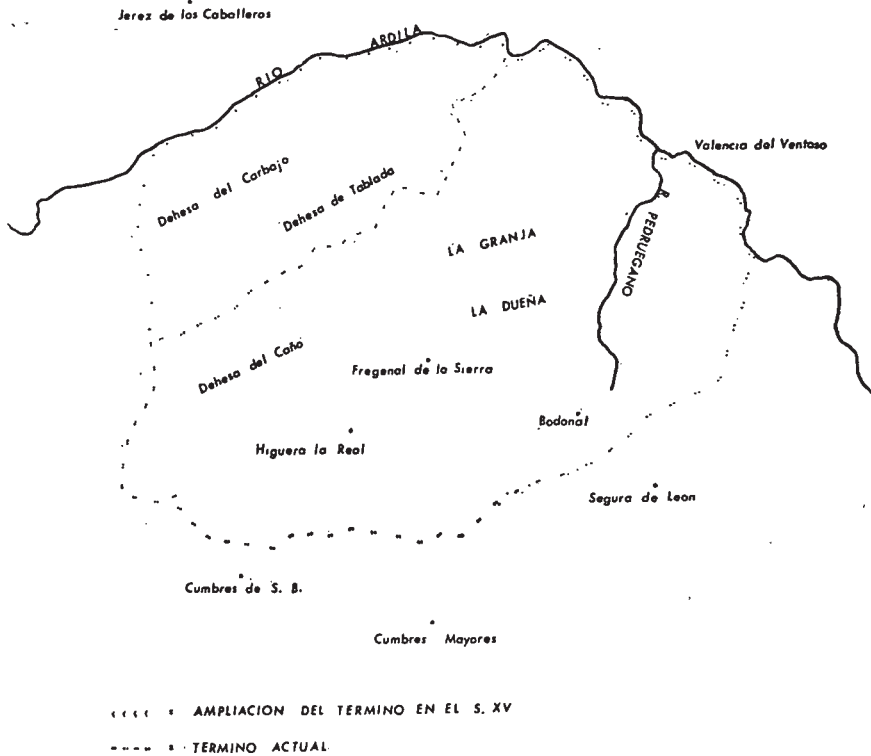 Jerez de los Caballeros
RIO ARDILA
Valencia del Ventoso
Dehesa del Carbajo
Dehesa de Tablada
R. PEDRUEGANO
LA GRANJA
LA DUEÑA
Dehesa del Caño
Fregenal de la Sierra
Bodonal
Higuera la Real
Segura de Leon
Cumbres de S. B.
Cumbres Mayores
AMPLIACION DEL TERMINO EN EL S. XV
TERMINO ACTUAL